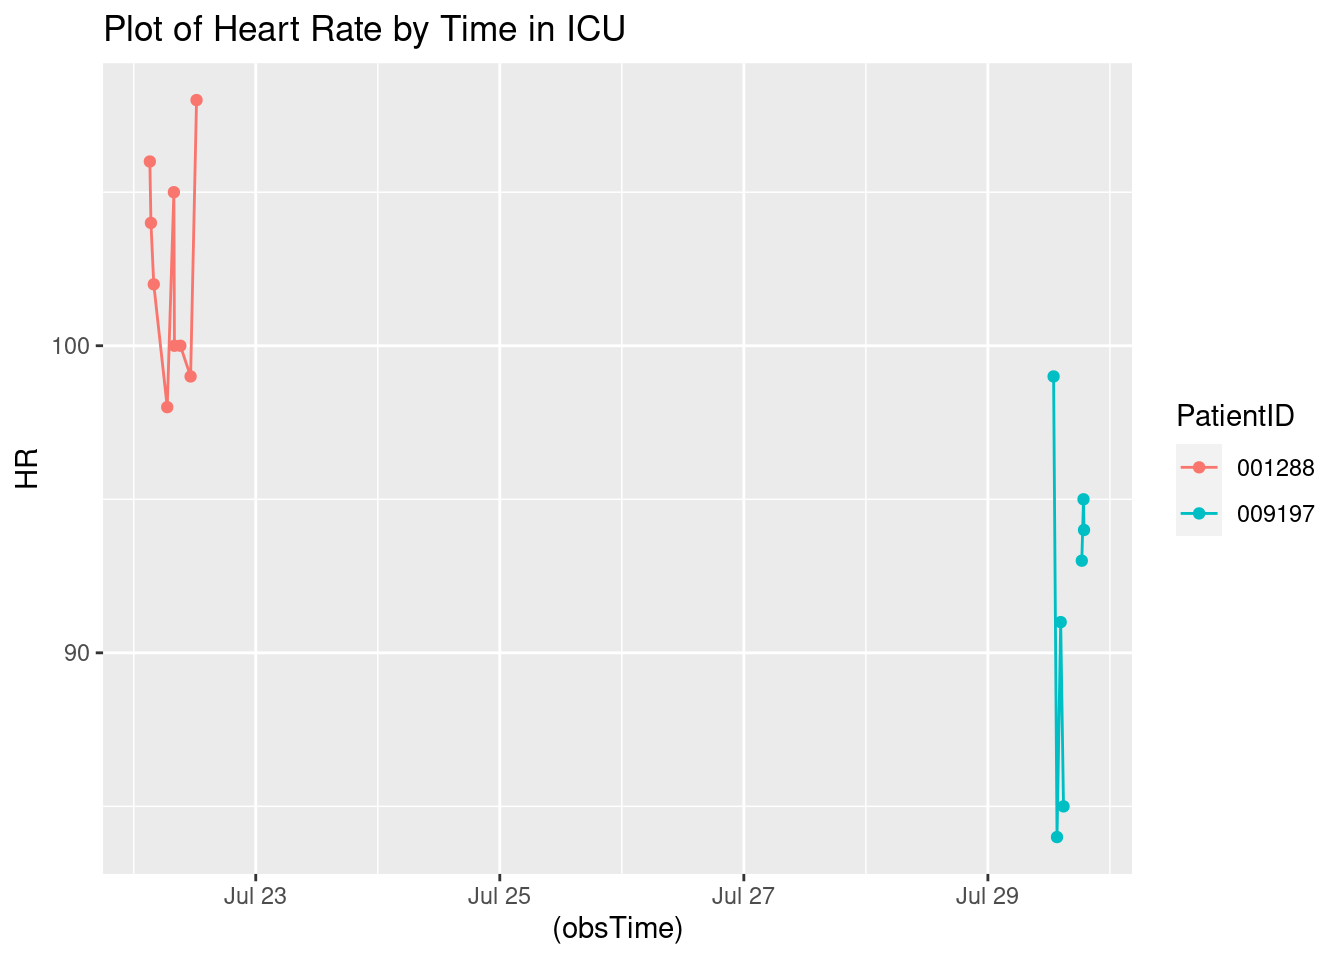 Plot of Heart Rate by Time in ICU
HR
100
90
Jul 23
Jul 25
Jul 27
Jul 29
(obsTime)
PatientID
001288
009197